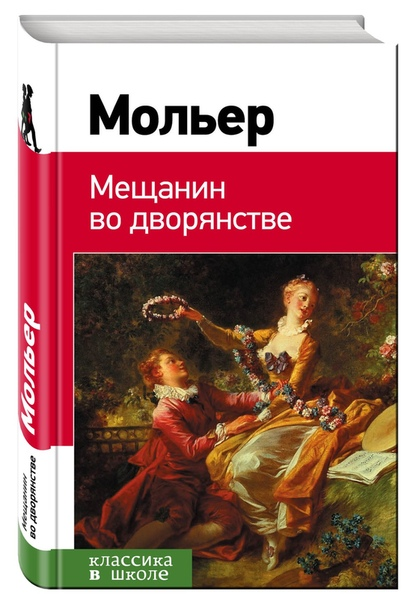 Мольер
Мещанин
во дворянстве
классика
в школе
Мольер
Мещанин
во дворянстве